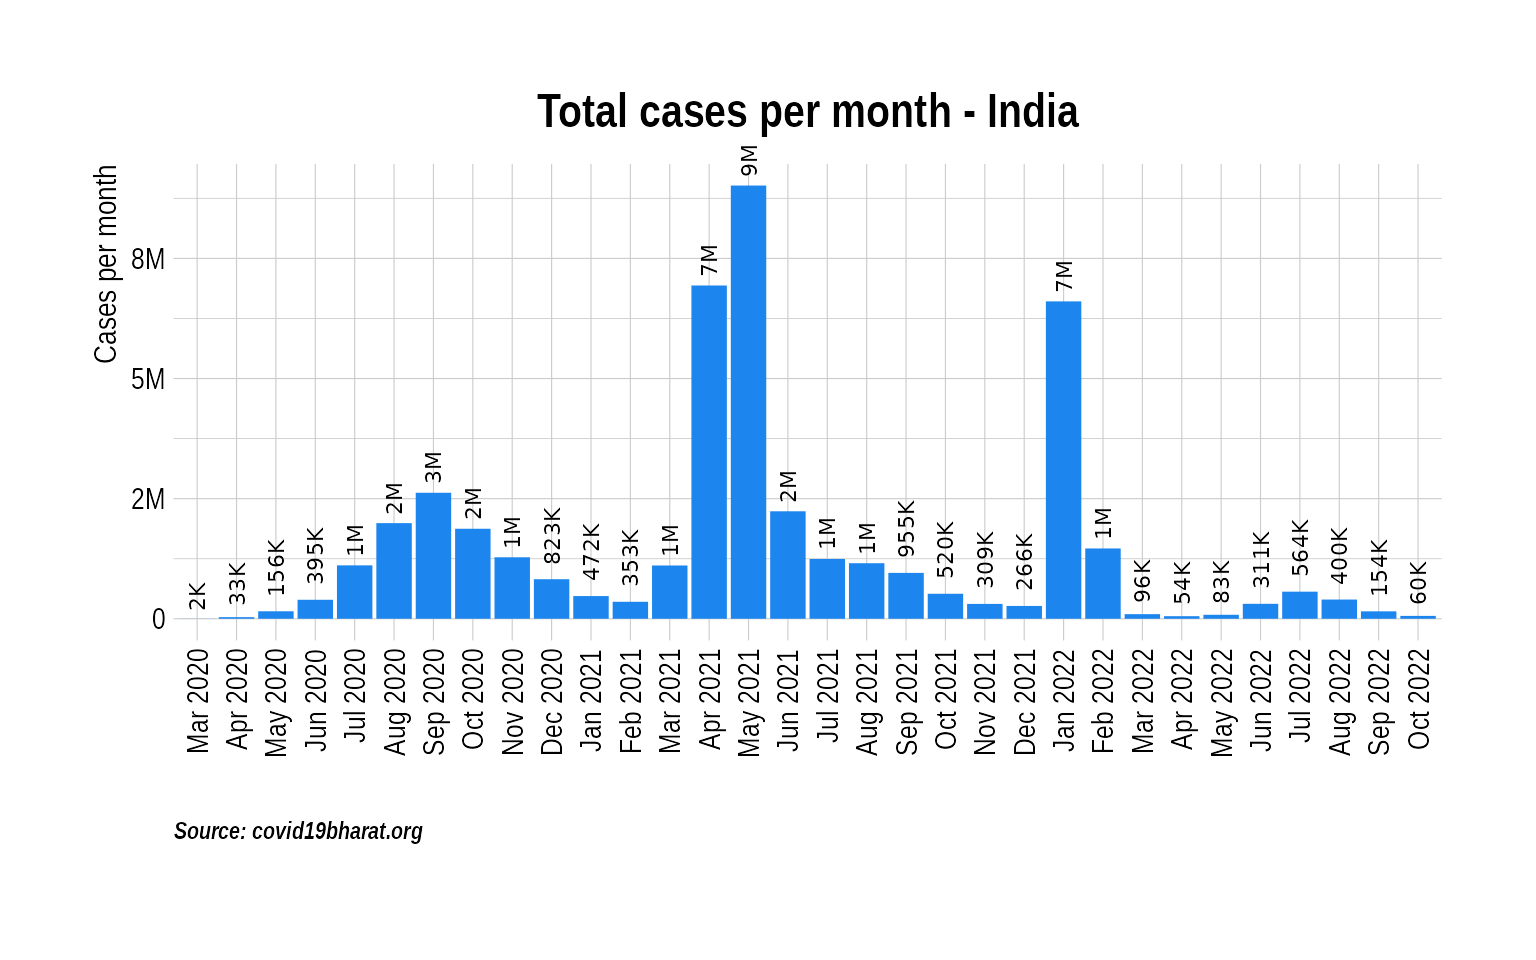 Total cases per month - India
Cases per month
8M
5M
2M
0
2K
33K
156K
395K
1M
2M
3M
2M
1M
823K
472K
353K
1M
7M
9M
2M
1M
1M
955K
520K
309K
266K
7M
1M
96K
54K
83K
311K
564K
400K
154K
60K
Mar 2020
Apr 2020
May 2020
Jun 2020
Jul 2020
Aug 2020
Sep 2020
Oct 2020
Nov 2020
Dec 2020
Jan 2021
Feb 2021
Mar 2021
Apr 2021
May 2021
Jun 2021
Jul 2021
Aug 2021
Sep 2021
Oct 2021
Nov 2021
Dec 2021
Jan 2022
Feb 2022
Mar 2022
Apr 2022
May 2022
Jun 2022
Jul 2022
Aug 2022
Sep 2022
Oct 2022
Source: covid19bharat.org